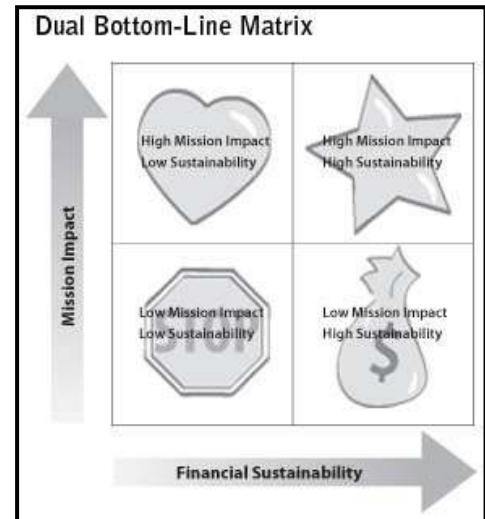 Dual Bottom-Line Matrix
Mission Impact
High Mission Impact
Low Sustainability
High Mission Impact
High Sustainability
Low Mission Impact
Low Sustainability
STOP
Low Mission Impact
High Sustainability
$
Financial Sustainability